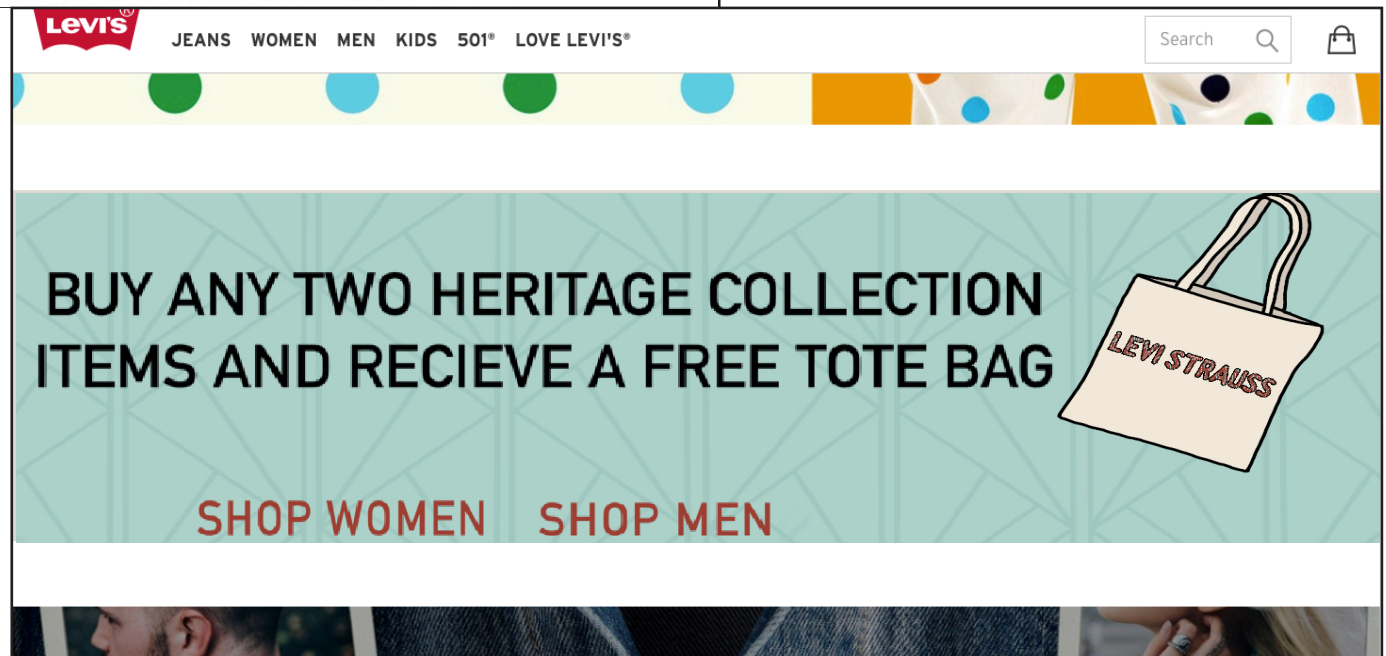 Levi's®
JEANS WOMEN MEN KIDS 501® LOVE LEVI'S®
Search
BUY ANY TWO HERITAGE COLLECTION
ITEMS AND RECIEVE A FREE TOTE BAG
LEVI STRAUSS
SHOP WOMEN SHOP MEN